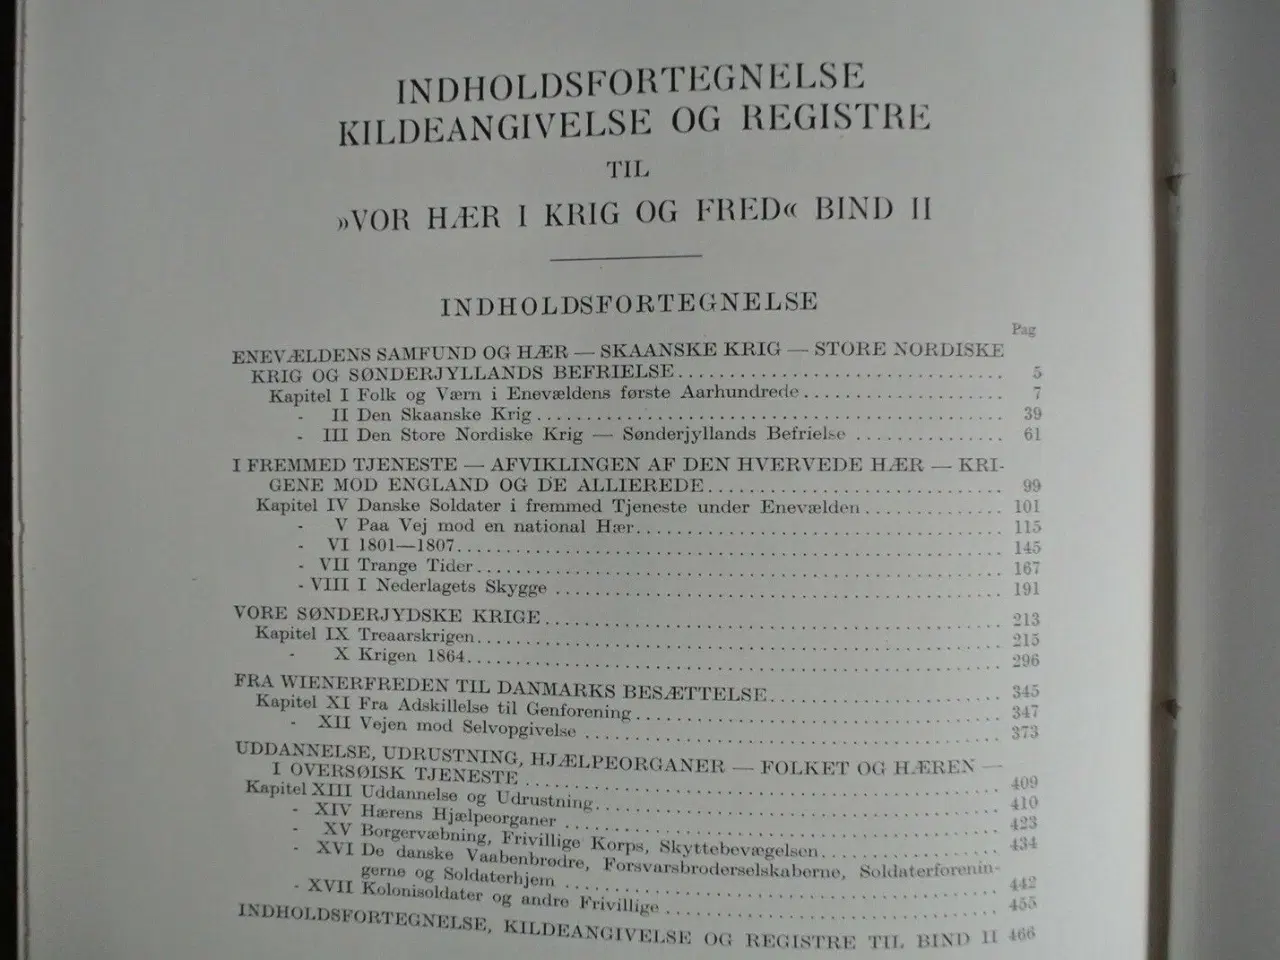 INDHOLDSFORTEGNELSE
KILDEANGIVELSE OG REGISTRE
TIL
»VOR HÆR I KRIG OG FRED« BIND II
INDHOLDSFORTEGNELSE
Pag
ENEVÆLDENS SAMFUND OG HÆR — SKAANSKE KRIG — STORE NORDISKE
KRIG OG SØNDERJYLLANDS BEFRIELSE 5
Kapitel I Folk og Værn i Enevældens første Aarhundrede 7
- II Den Skaanske Krig 39
- III Den Store Nordiske Krig — Sønderjyllands Befrielse 61
I FREMMED TJENESTE — AFVIKLINGEN AF DEN HVERVEDE HÆR — KRI-
GENE MOD ENGLAND OG DE ALLIEREDE 99
Kapitel IV Danske Soldater i fremmed Tjeneste under Enevælden 101
- V Paa Vej mod en national Hær 115
- VI 1801—1807 145
- VII Trange Tider 167
- VIII I Nederlagets Skygge 191
VORE SØNDERJYDSKE KRIGE 213
Kapitel IX Treaarskrigen 215
- X Krigen 1864 296
FRA WIENERFREDEN TIL DANMARKS BESÆTTELSE 345
Kapitel XI Fra Adskillelse til Genforening 347
- XII Vejen mod Selvopgivelse 373
UDDANNELSE, UDRUSTNING, HJÆLPEORGANER — FOLKET OG HÆREN —
I OVERSØISK TJENESTE 409
Kapitel XIII Uddannelse og Udrustning 410
- XIV Hærens Hjælpeorganer 423
- XV Borgervæbning, Frivillige Korps, Skyttebevægelsen 434
- XVI De danske Vaabenbrødre, Forsvarsbroderselskaberne, Soldaterforenin-
gerne og Soldaterhjem 442
- XVII Kolonisoldater og andre Frivillige 455
INDHOLDSFORTEGNELSE, KILDEANGIVELSE OG REGISTRE TIL BIND II 466